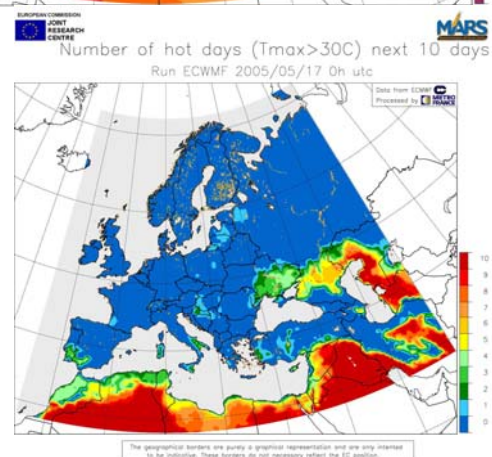 EUROPEAN COMMISSION
JOINT
RESEARCH
CENTRE
MARS
Number of hot days (Tmax>30C) next 10 days
Run ECWMF 2005/05/17 0h utc
Data from ECMWF
Processed by METEO FRANCE
10
9
8
7
6
5
4
3
2
1
0
The geographical borders are purely a graphical representation and are only intended
to be indicative. These borders do not necessary reflect the EC position.